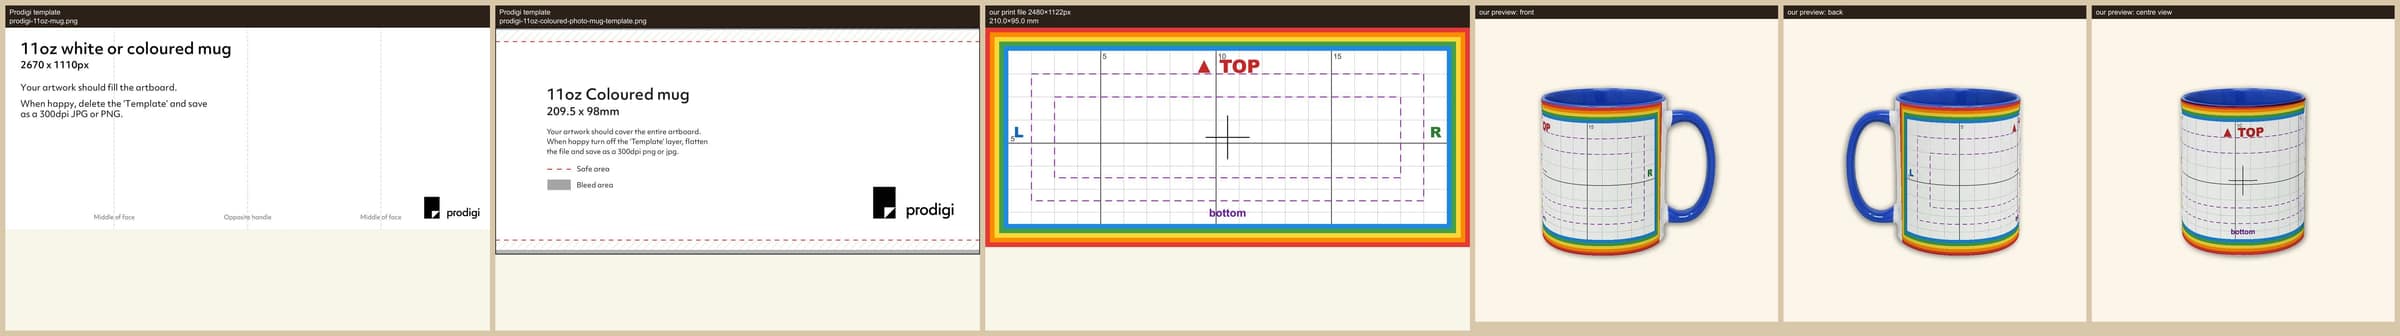 Prodigi template
prodigi-11oz-mug.png
11oz white or coloured mug
2670 x 1110px
Your artwork should fill the artboard.
When happy, delete the 'Template' and save
as a 300dpi JPG or PNG.
Middle of face
Opposite handle
Middle of face
prodigi
Prodigi template
prodigi-11oz-coloured-photo-mug-template.png
11oz Coloured mug
209.5 x 98mm
Your artwork should cover the entire artboard.
When happy turn off the 'Template' layer, flatten
the file and save as a 300dpi png or jpg.
Safe area
Bleed area
prodigi
our print file 2480×1122px
210.0×95.0 mm
5
10
15
▲ TOP
L
5
R
bottom
our preview: front
OP
15
R
our preview: back
5
L
our preview: centre view
▲ TOP
bottom